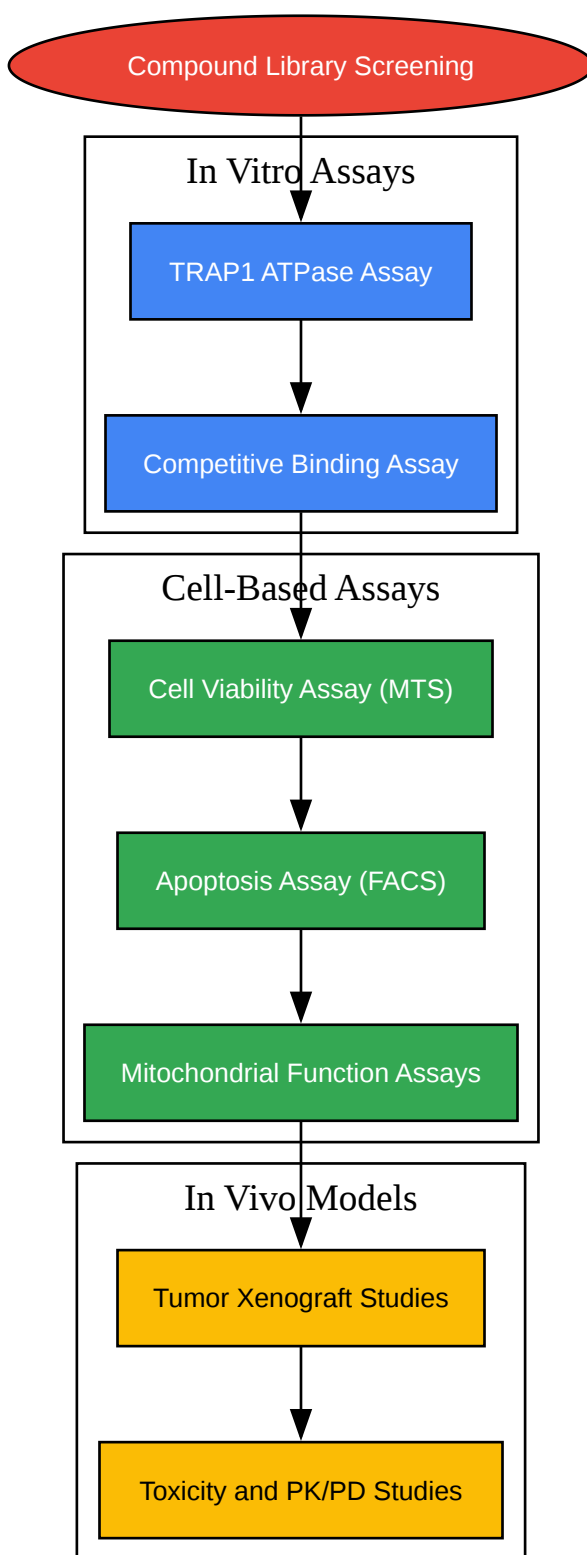 Compound Library Screening
In Vitro Assays
TRAP1 ATPase Assay
Competitive Binding Assay
Cell-Based Assays
Cell Viability Assay (MTS)
Apoptosis Assay (FACS)
Mitochondrial Function Assays
In Vivo Models
Tumor Xenograft Studies
Toxicity and PK/PD Studies